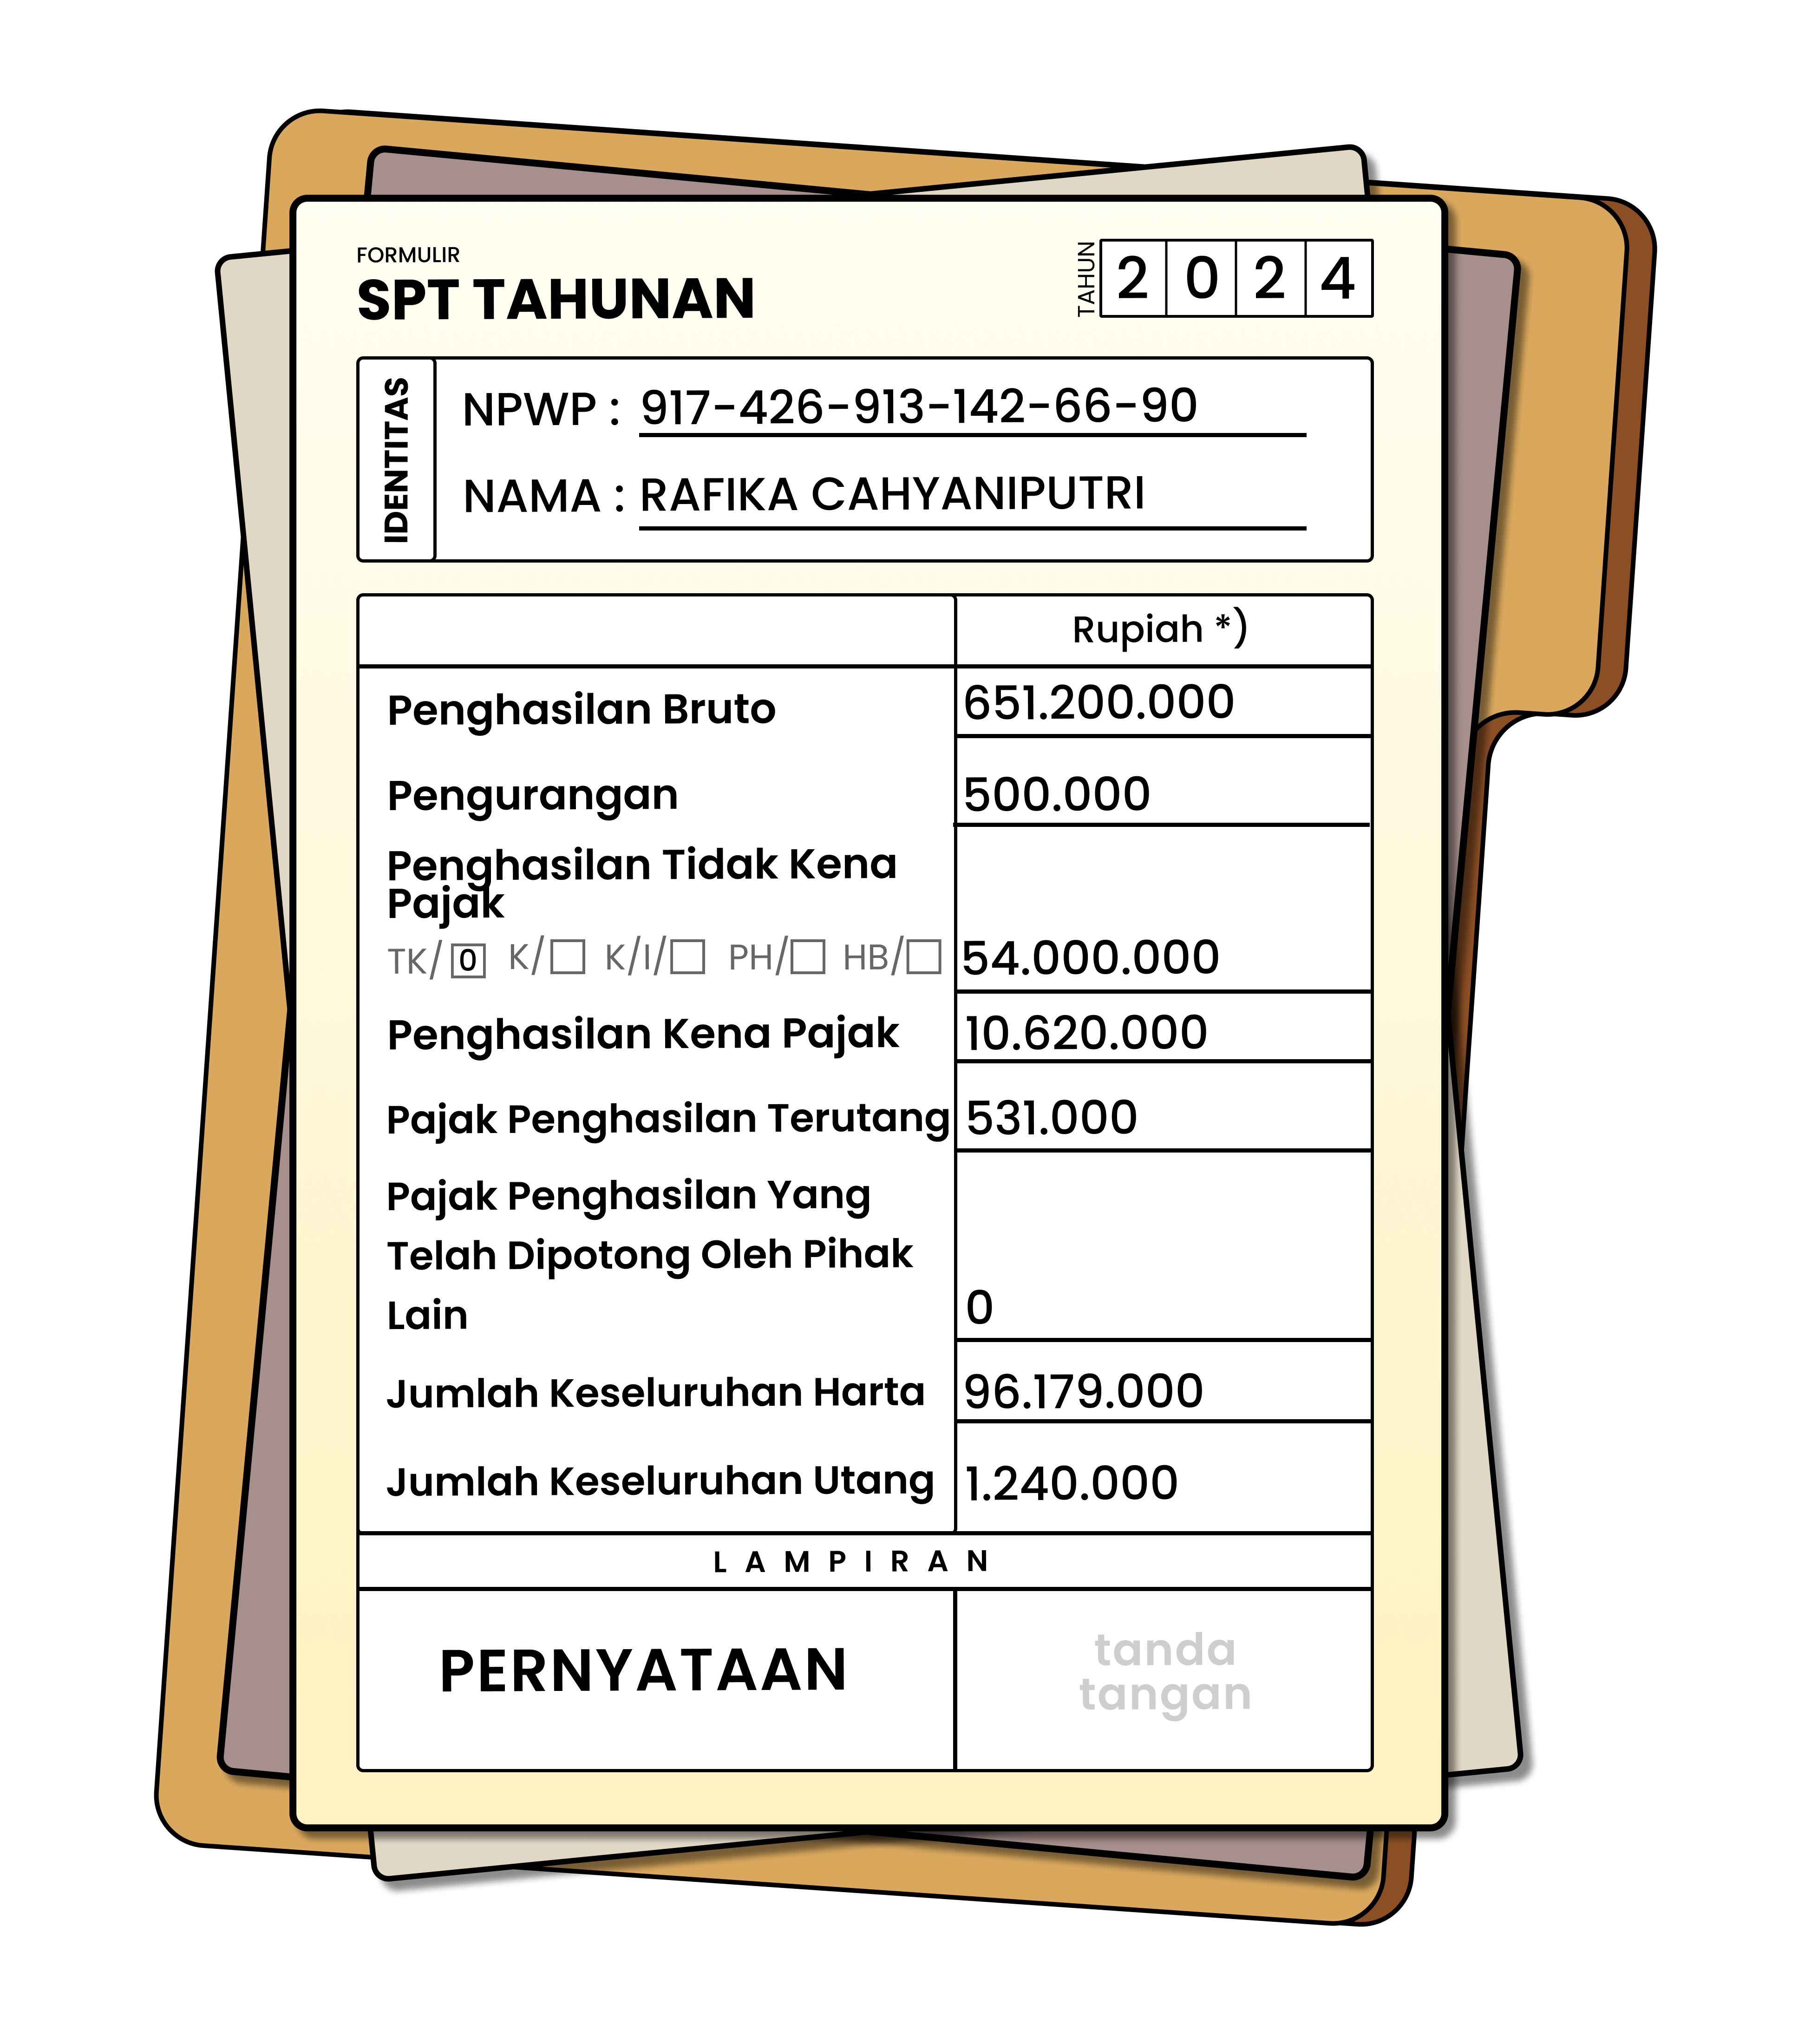 FORMULIR
SPT TAHUNAN
TAHUN 2 0 2 4
IDENTITAS
NPWP : 917-426-913-142-66-90
NAMA : RAFIKA CAHYANIPUTRI
Rupiah *)
Penghasilan Bruto 651.200.000
Pengurangan 500.000
Penghasilan Tidak Kena
Pajak
TK/ 0 K/ K/I/ PH/ HB/ 54.000.000
Penghasilan Kena Pajak 10.620.000
Pajak Penghasilan Terutang 531.000
Pajak Penghasilan Yang
Telah Dipotong Oleh Pihak
Lain 0
Jumlah Keseluruhan Harta 96.179.000
Jumlah Keseluruhan Utang 1.240.000
LAMPIRAN
PERNYATAAN
tanda
tangan